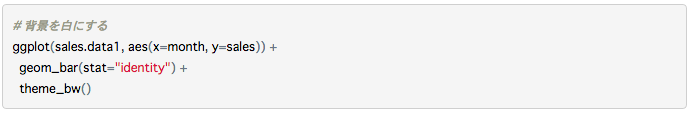 # 背景を白にする
ggplot(sales.data1, aes(x=month, y=sales)) +
  geom_bar(stat="identity") +
  theme_bw()